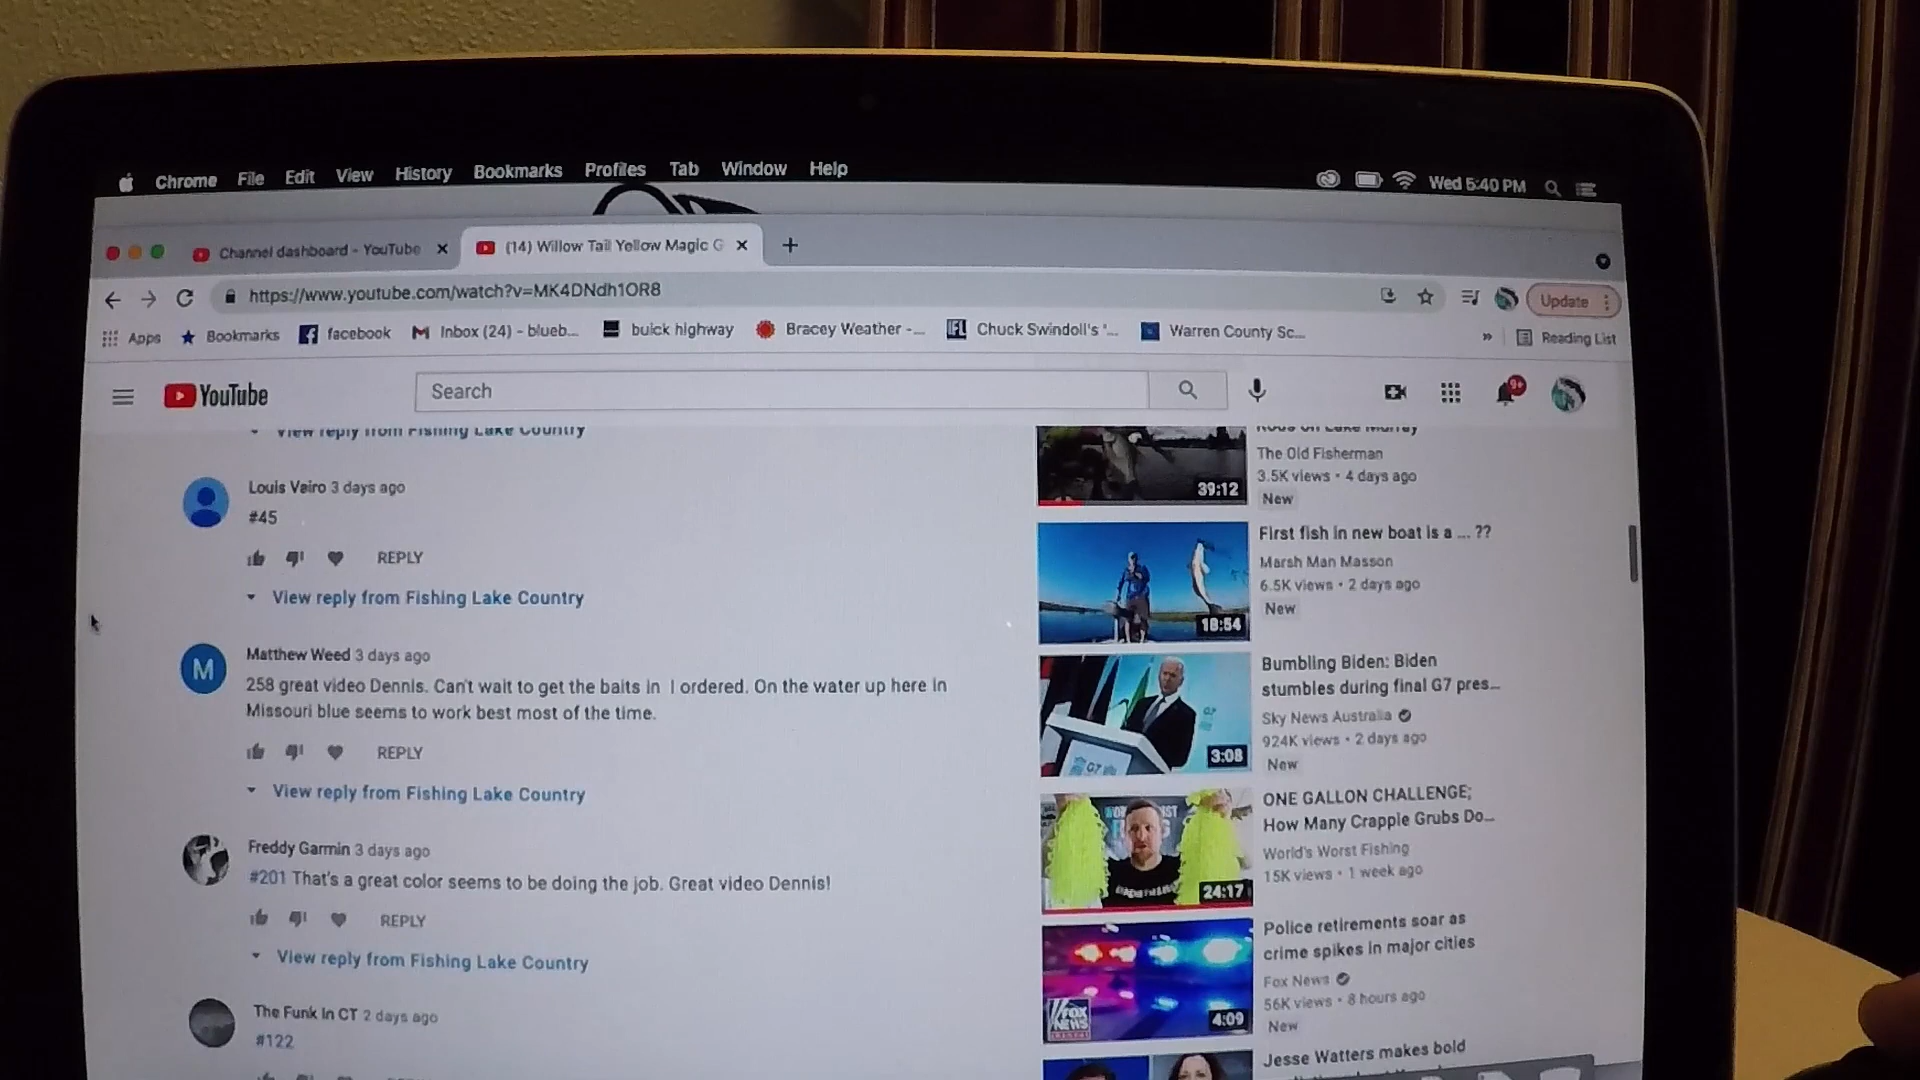 Chrome File Edit View History Bookmarks Profiles Tab Window Help
Wed 5:40 PM
Channel dashboard - YouTube
(14) Willow Tail Yellow Magic G
https://www.youtube.com/watch?v=MK4DNdh1OR8
Update
Apps
Bookmarks
facebook
Inbox (24) - blueb...
buick highway
Bracey Weather -...
Chuck Swindoll's '...
Warren County Sc...
»
Reading List
YouTube
Search
9+
View reply from Fishing Lake Country
Louis Vairo 3 days ago
#45
REPLY
View reply from Fishing Lake Country
Matthew Weed 3 days ago
258 great video Dennis. Can't wait to get the baits in I ordered. On the water up here in
Missouri blue seems to work best most of the time.
REPLY
View reply from Fishing Lake Country
Freddy Garmin 3 days ago
#201 That's a great color seems to be doing the job. Great video Dennis!
REPLY
View reply from Fishing Lake Country
The Funk In CT 2 days ago
#122
on Lake Murray
The Old Fisherman
3.5K views • 4 days ago
New
39:12
First fish in new boat is a ... ??
Marsh Man Masson
6.5K views • 2 days ago
New
18:54
Bumbling Biden: Biden
stumbles during final G7 pres...
Sky News Australia
924K views • 2 days ago
New
G7
3:08
ONE GALLON CHALLENGE;
How Many Crappie Grubs Do...
World's Worst Fishing
15K views • 1 week ago
24:17
Police retirements soar as
crime spikes in major cities
Fox News
56K views • 8 hours ago
New
FOX
NEWS
4:09
Jesse Watters makes bold